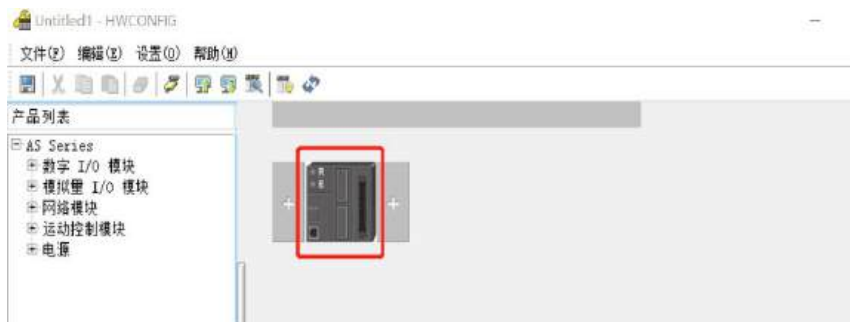 Untitled1 - HWCONFIG
文件(F) 编辑(E) 设置(O) 帮助(H)
产品列表
AS Series
数字 I/O 模块
模拟量 I/O 模块
网络模块
运动控制模块
电源
R
E